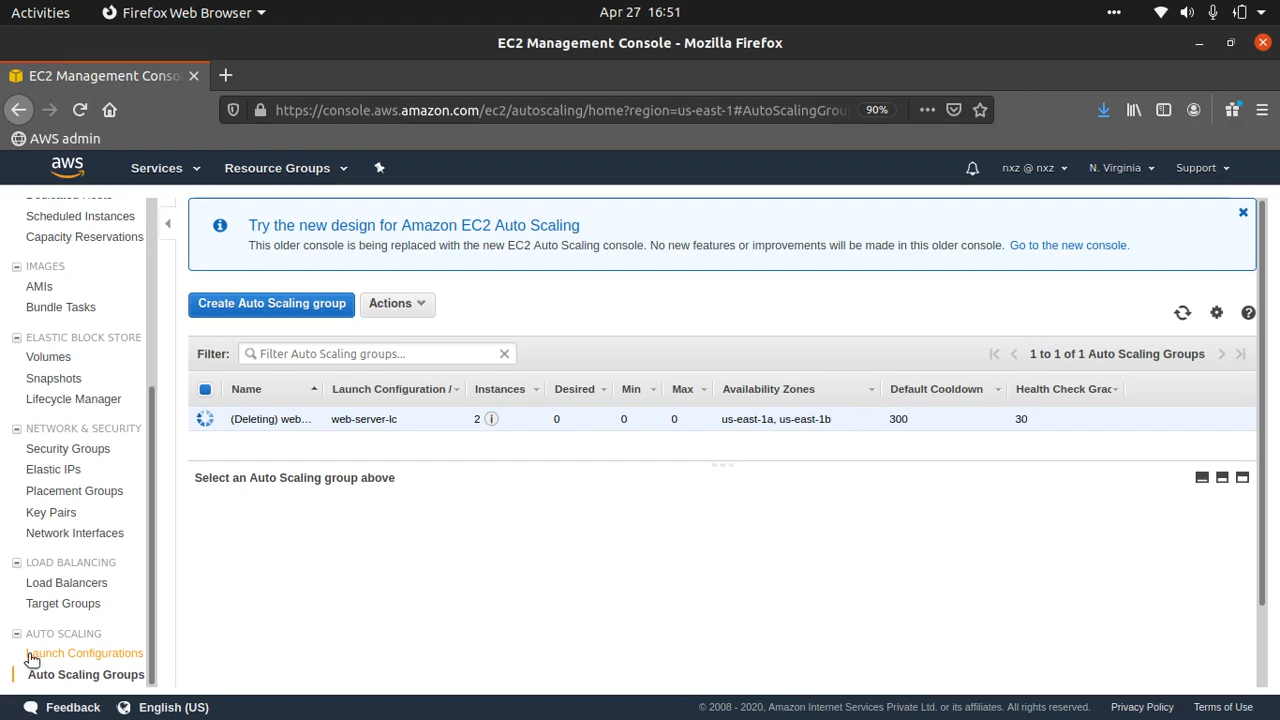 Activities
Firefox Web Browser
Apr 27 16:51
EC2 Management Console - Mozilla Firefox
EC2 Management Conso
https://console.aws.amazon.com/ec2/autoscaling/home?region=us-east-1#AutoScalingGrou
90%
AWS admin
aws
Services
Resource Groups
nxz @ nxz
N. Virginia
Support
Dedicated Hosts
Scheduled Instances
Capacity Reservations
IMAGES
AMIs
Bundle Tasks
ELASTIC BLOCK STORE
Volumes
Snapshots
Lifecycle Manager
NETWORK & SECURITY
Security Groups
Elastic IPs
Placement Groups
Key Pairs
Network Interfaces
LOAD BALANCING
Load Balancers
Target Groups
AUTO SCALING
Launch Configurations
Auto Scaling Groups
Try the new design for Amazon EC2 Auto Scaling
This older console is being replaced with the new EC2 Auto Scaling console. No new features or improvements will be made in this older console. Go to the new console.
Create Auto Scaling group
Actions
Filter:
Filter Auto Scaling groups...
1 to 1 of 1 Auto Scaling Groups
Name
Launch Configuration /
Instances
Desired
Min
Max
Availability Zones
Default Cooldown
Health Check Grac
(Deleting) web...
web-server-lc
2
0
0
0
us-east-1a, us-east-1b
300
30
Select an Auto Scaling group above
Feedback
English (US)
© 2008 - 2020, Amazon Internet Services Private Ltd. or its affiliates. All rights reserved.
Privacy Policy
Terms of Use